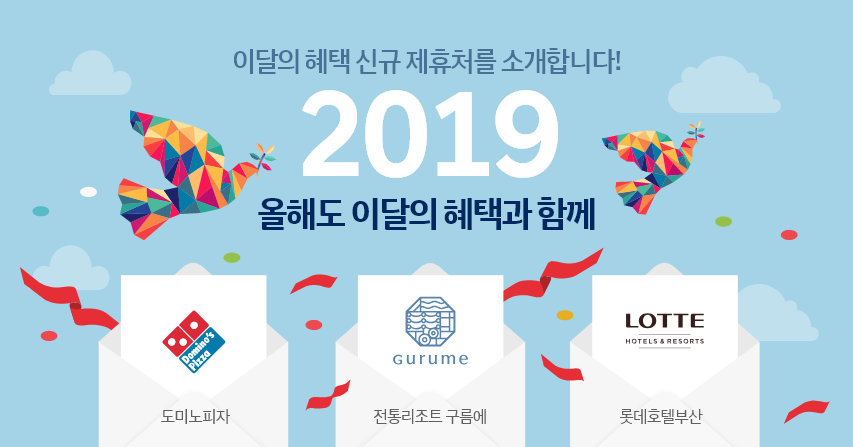 이달의 혜택 신규 제휴처를 소개합니다!
2019
올해도 이달의 혜택과 함께
Domino's
Pizza
GURUME
LOTTE
HOTELS & RESORTS
도미노피자
전통리조트 구름에
롯데호텔부산